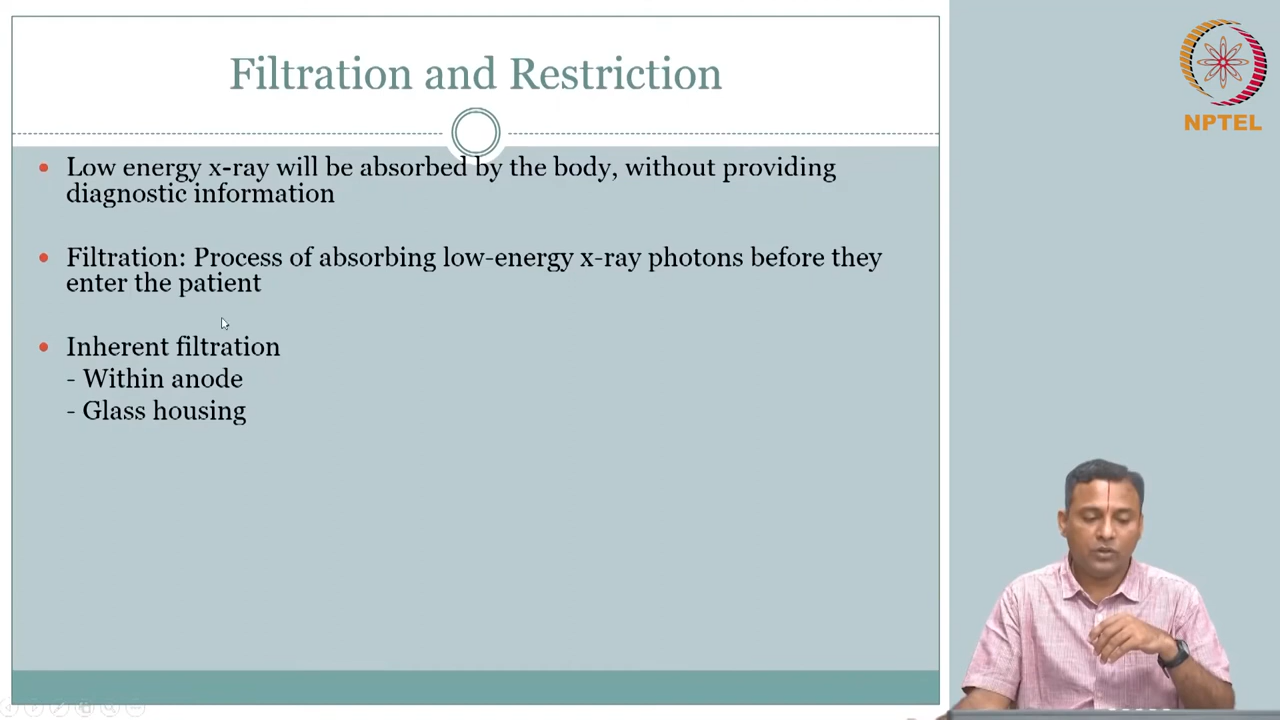 Filtration and Restriction
NPTEL
Low energy x-ray will be absorbed by the body, without providing
diagnostic information
Filtration: Process of absorbing low-energy x-ray photons before they
enter the patient
Inherent filtration
- Within anode
- Glass housing